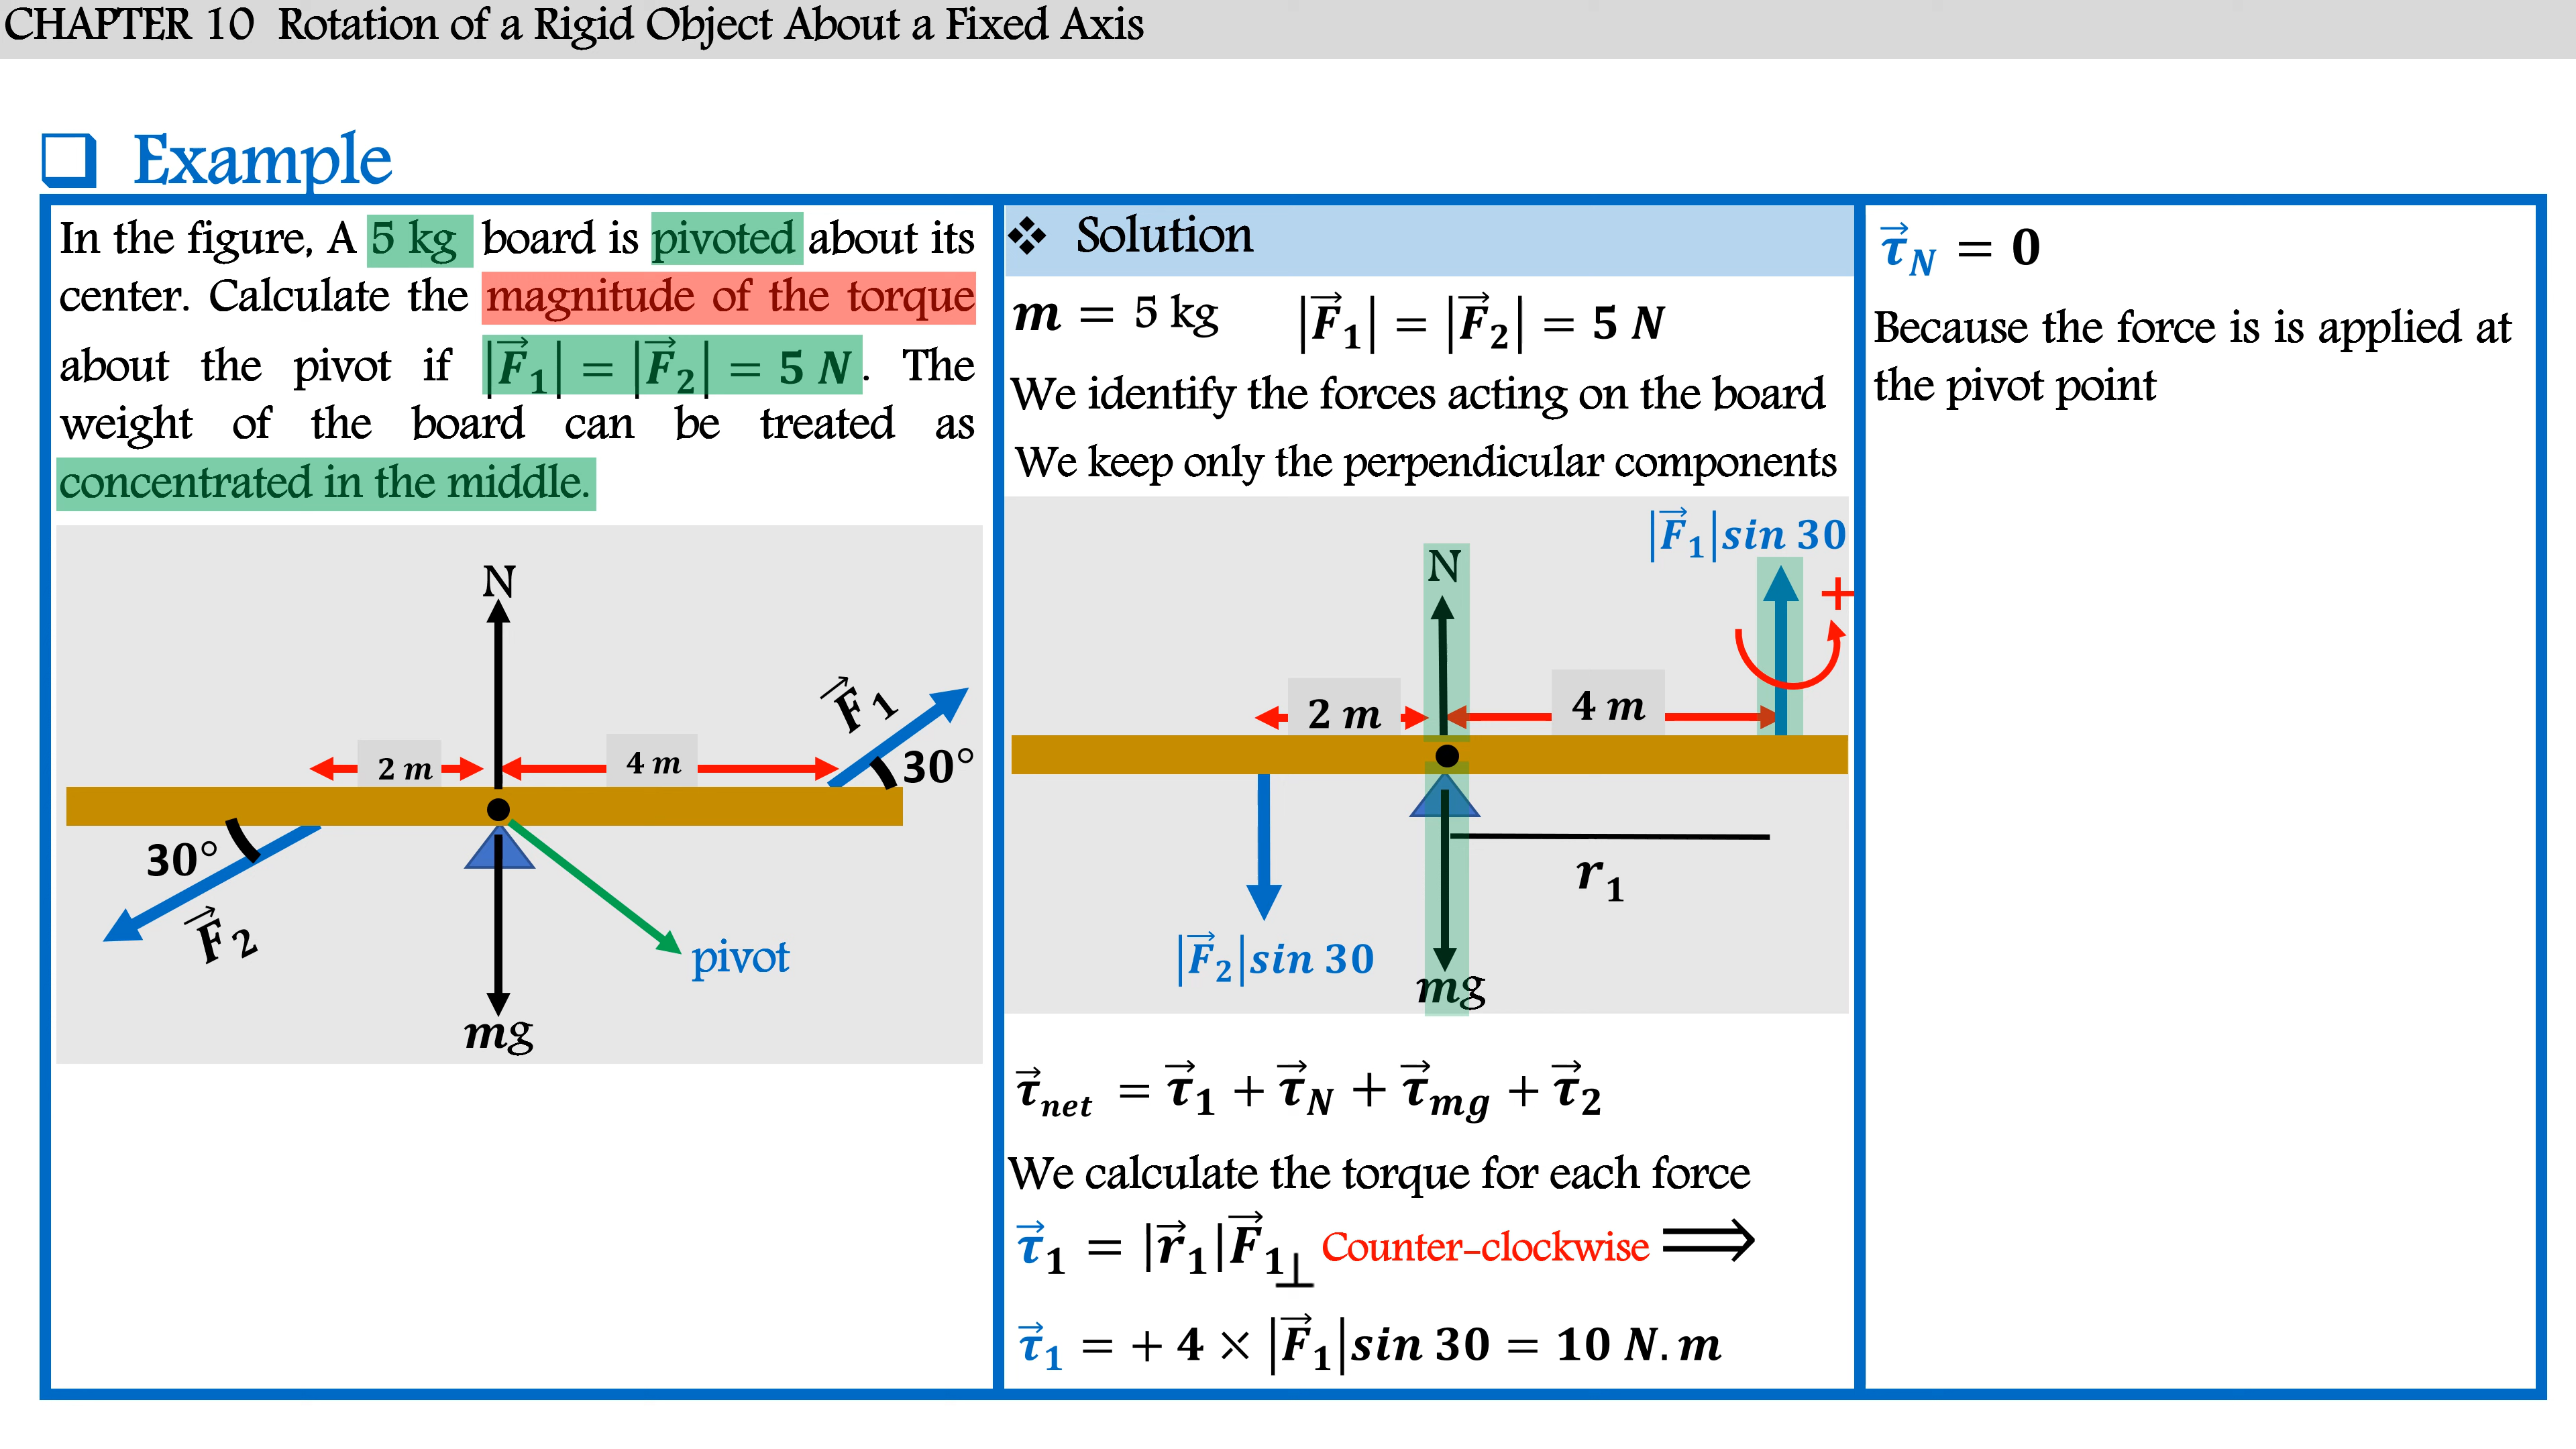 CHAPTER 10 Rotation of a Rigid Object About a Fixed Axis
❑ Example
In the figure, A 5 kg board is pivoted about its
center. Calculate the magnitude of the torque
about the pivot if |F⃗₁| = |F⃗₂| = 5 N. The
weight of the board can be treated as
concentrated in the middle.
N
F⃗₁
2 m
4 m
30°
30°
F⃗₂
pivot
mg
❖ Solution
m = 5 kg |F⃗₁| = |F⃗₂| = 5 N
We identify the forces acting on the board
We keep only the perpendicular components
|F⃗₁|sin 30
N
+
2 m
4 m
r₁
|F⃗₂|sin 30
mg
τ⃗net = τ⃗₁ + τ⃗N + τ⃗mg + τ⃗₂
We calculate the torque for each force
τ⃗₁ = |r⃗₁|F⃗₁⊥ Counter-clockwise ⟹
τ⃗₁ = + 4 × |F⃗₁|sin 30 = 10 N.m
τ⃗N = 0
Because the force is is applied at
the pivot point